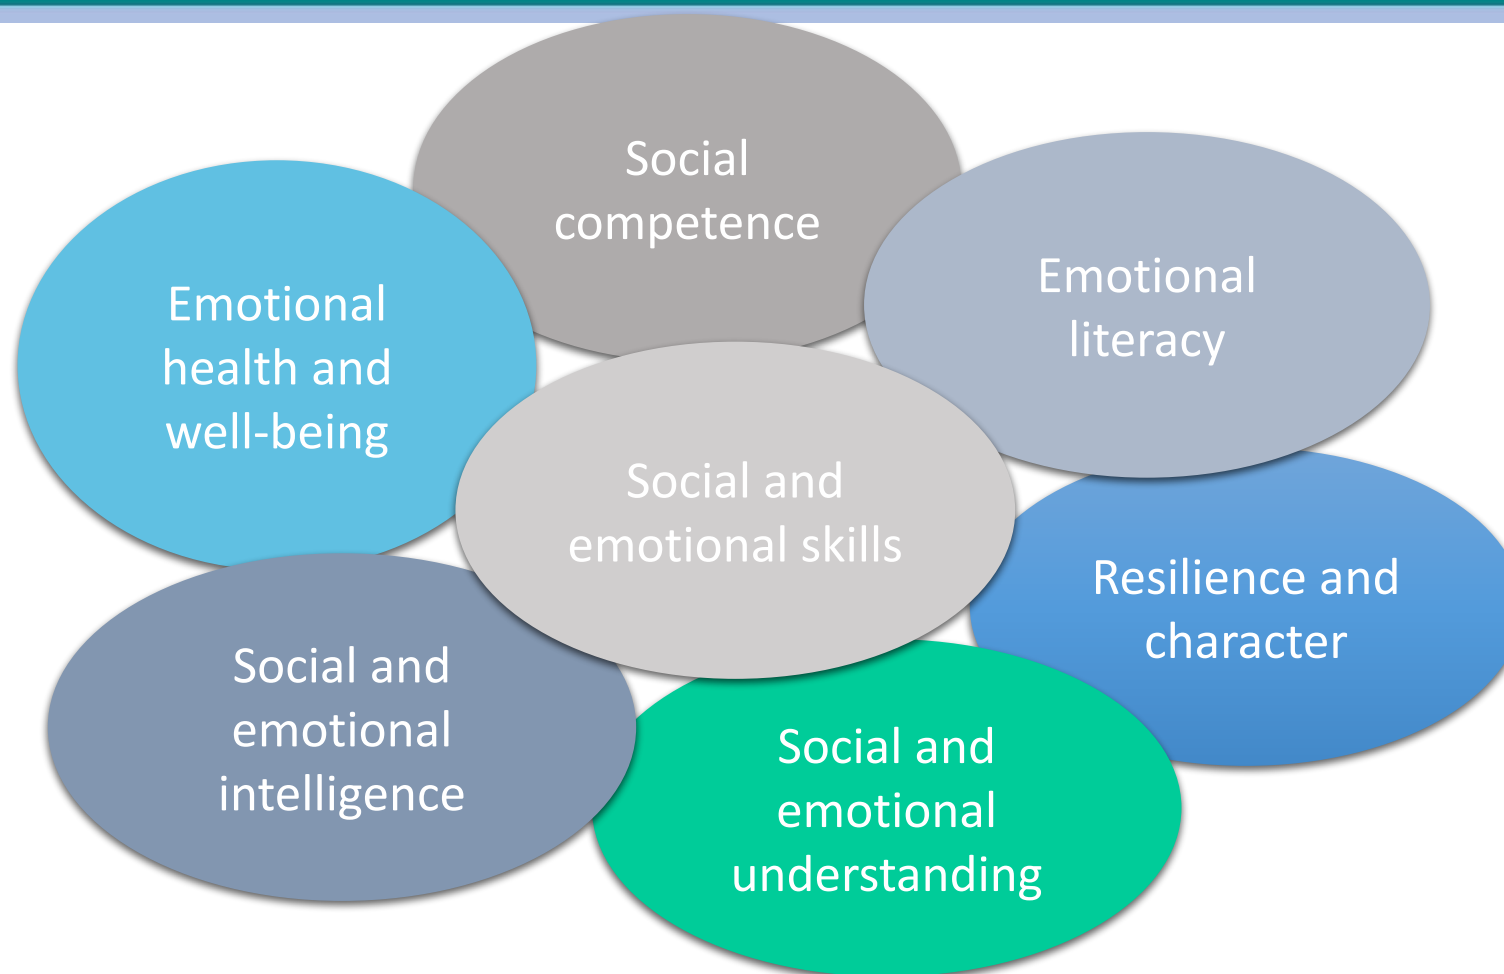 Social
competence
Emotional
literacy
Emotional
health and
well-being
Social and
emotional skills
Resilience and
character
Social and
emotional
intelligence
Social and
emotional
understanding